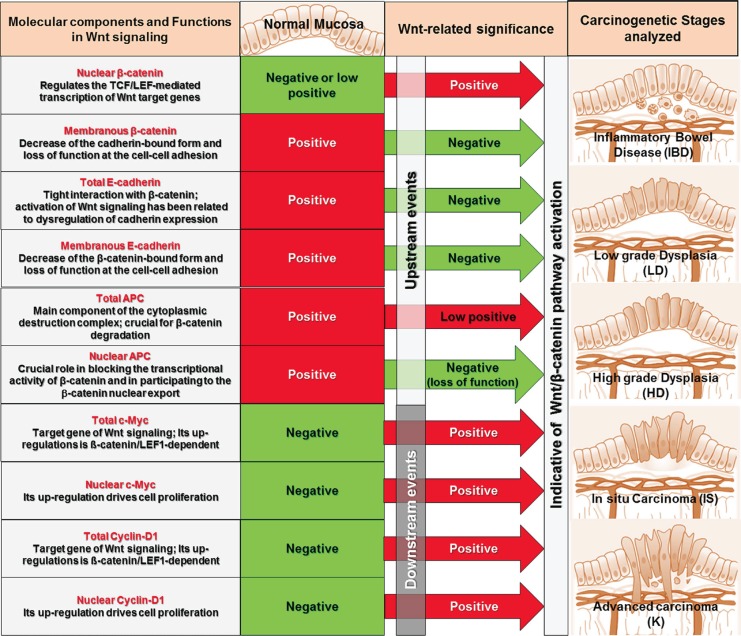 Molecular components and Functions
in Wnt signaling
Normal Mucosa
Wnt-related significance
Carcinogenetic Stages
analyzed
Nuclear β-catenin
Regulates the TCF/LEF-mediated
transcription of Wnt target genes
Negative or low
positive
Positive
Membranous β-catenin
Decrease of the cadherin-bound form and
loss of function at the cell-cell adhesion
Positive
Negative
Total E-cadherin
Tight interaction with β-catenin;
activation of Wnt signaling has been related
to dysregulation of cadherin expression
Positive
Negative
Membranous E-cadherin
Decrease of the β-catenin-bound form and
loss of function at the cell-cell adhesion
Positive
Negative
Total APC
Main component of the cytoplasmic
destruction complex; crucial for β-catenin
degradation
Positive
Low positive
Nuclear APC
Crucial role in blocking the transcriptional
activity of β-catenin and in participating to the
β-catenin nuclear export
Positive
Negative
(loss of function)
Total c-Myc
Target gene of Wnt signaling; Its up-
regulations is ß-catenin/LEF1-dependent
Negative
Positive
Nuclear c-Myc
Its up-regulation drives cell proliferation
Negative
Positive
Total Cyclin-D1
Target gene of Wnt signaling; Its up-
regulations is ß-catenin/LEF1-dependent
Negative
Positive
Nuclear Cyclin-D1
Its up-regulation drives cell proliferation
Negative
Positive
Upstream events
Downstream events
Indicative of Wnt/β-catenin pathway activation
Inflammatory Bowel
Disease (IBD)
Low grade Dysplasia
(LD)
High grade Dysplasia
(HD)
In situ Carcinoma (IS)
Advanced carcinoma
(K)